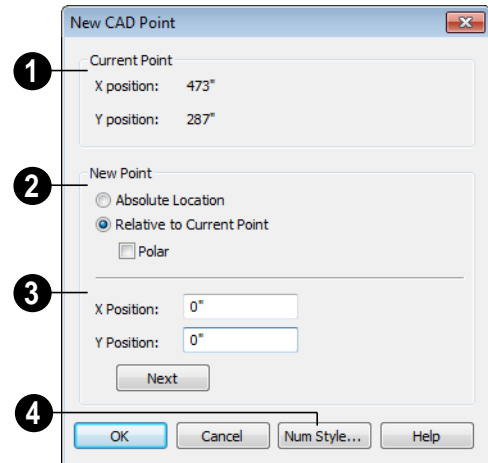 New CAD Point
1
Current Point
X position: 473"
Y position: 287"
2
New Point
Absolute Location
Relative to Current Point
Polar
3
X Position: 0"
Y Position: 0"
Next
4
OK Cancel Num Style... Help